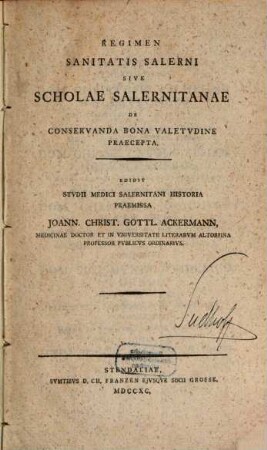 REGIMEN
SANITATIS SALERNI
SIVE
SCHOLAE SALERNITANAE
DE
CONSERVANDA BONA VALETVDINE
PRAECEPTA.
EDIDIT
STVDII MEDICI SALERNITANI HISTORIA
PRAEMISSA
JOANN. CHRIST. GOTTL. ACKERMANN,
MEDICINAE DOCTOR ET IN VNIVERSITATE LITERARVM ALTORFINA
PROFESSOR PVBLICVS ORDINARIVS.
Sudhoff
STENDALIAE,
SVMTIBVS D. CH. FRANZEN EJVSQVE SOCII GROSSE.
MDCCXC.